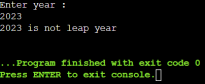 Enter year :
2023
2023 is not leap year
...Program finished with exit code 0
Press ENTER to exit console.